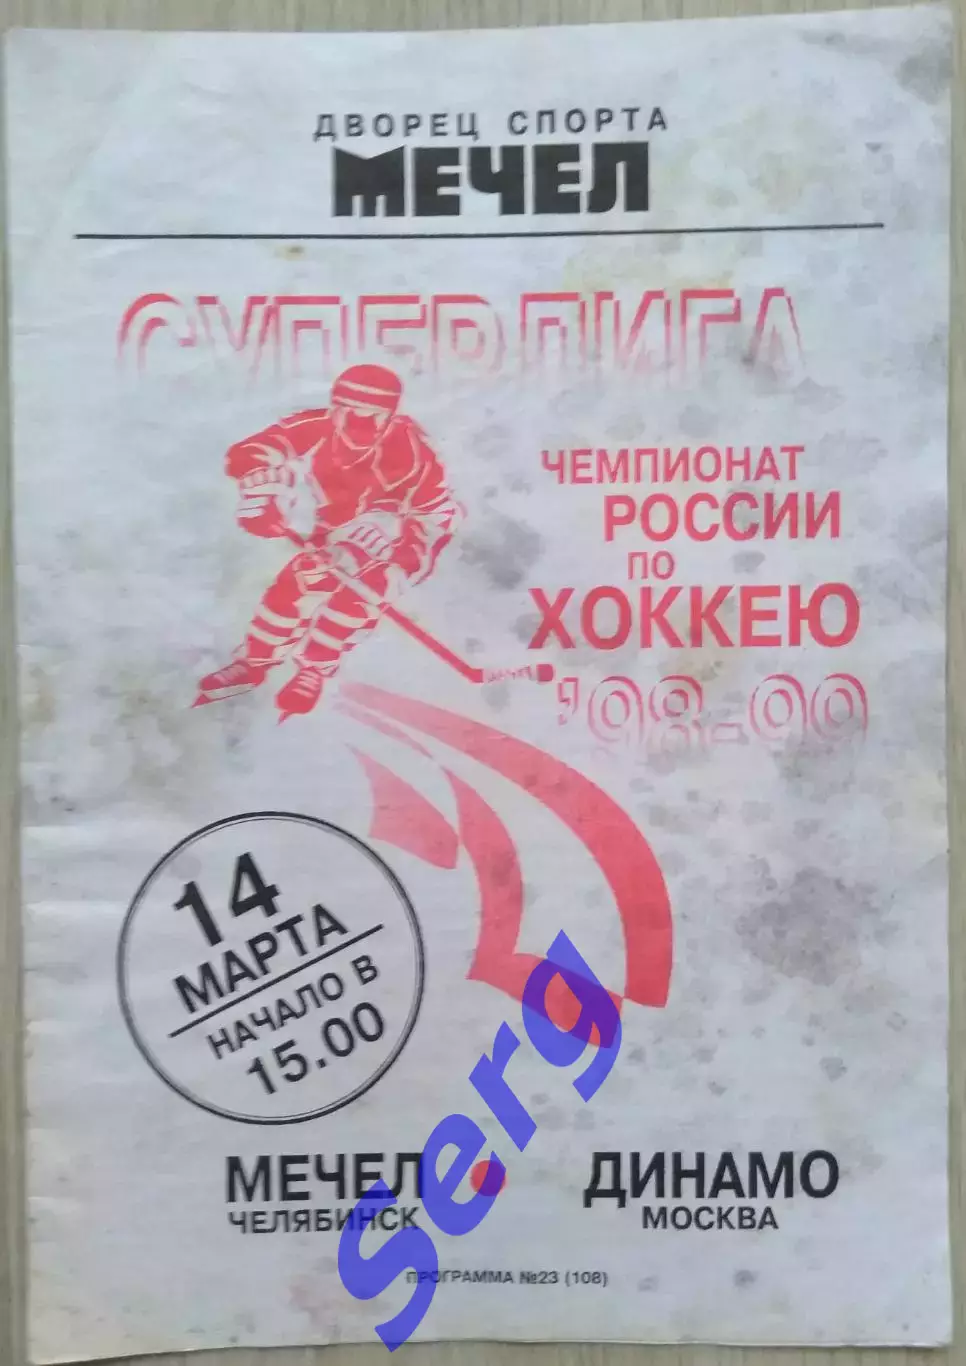 ДВОРЕЦ СПОРТА
МЕЧЕЛ
СУПЕРЛИГА
ЧЕМПИОНАТ
РОССИИ
ПО
ХОККЕЮ
'98-99
14
МАРТА
НАЧАЛО В
15.00
МЕЧЕЛ
ЧЕЛЯБИНСК
ДИНАМО
МОСКВА
ПРОГРАММА №23 (108)
Serg